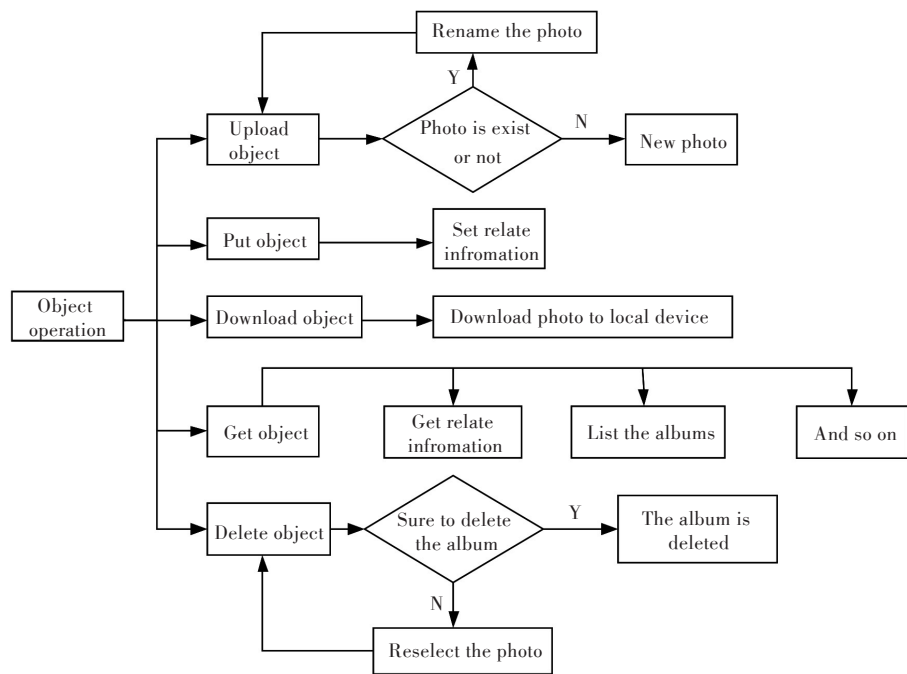 Rename the photo
Y
Upload
object
Photo is exist
or not
N
New photo
Put object
Set relate
infromation
Object
operation
Download object
Download photo to local device
Get object
Get relate
infromation
List the albums
And so on
Delete object
Sure to delete
the album
Y
The album is
deleted
N
Reselect the photo